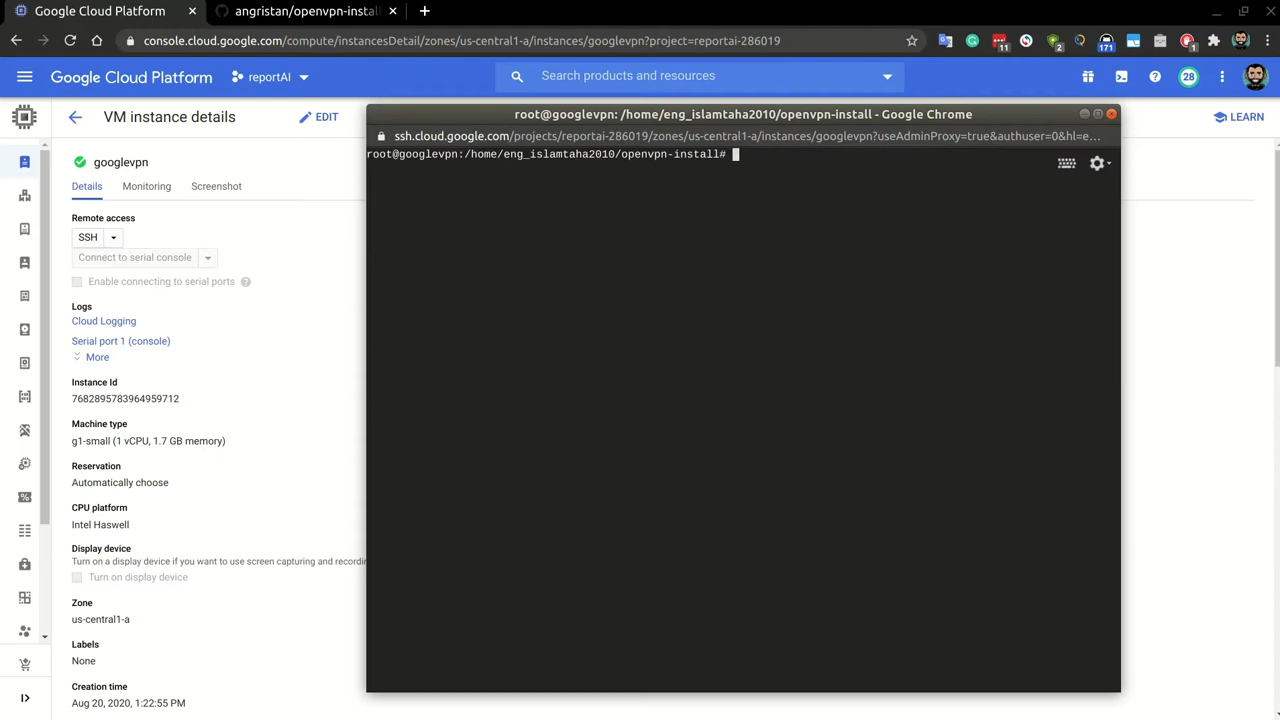 Google Cloud Platform
angristan/openvpn-instal
console.cloud.google.com/compute/instancesDetail/zones/us-central1-a/instances/googlevpn?project=reportai-286019
11
2
171
1
Google Cloud Platform
reportAI
Search products and resources
28
VM instance details
EDIT
LEARN
root@googlevpn: /home/eng_islamtaha2010/openvpn-install - Google Chrome
ssh.cloud.google.com/projects/reportai-286019/zones/us-central1-a/instances/googlevpn?useAdminProxy=true&authuser=0&hl=e...
root@googlevpn:/home/eng_islamtaha2010/openvpn-install#
googlevpn
Details
Monitoring
Screenshot
Remote access
SSH
Connect to serial console
Enable connecting to serial ports
Logs
Cloud Logging
Serial port 1 (console)
More
Instance Id
7682895783964959712
Machine type
g1-small (1 vCPU, 1.7 GB memory)
Reservation
Automatically choose
CPU platform
Intel Haswell
Display device
Turn on a display device if you want to use screen capturing and recordin
Turn on display device
Zone
us-central1-a
Labels
None
Creation time
Aug 20, 2020, 1:22:55 PM